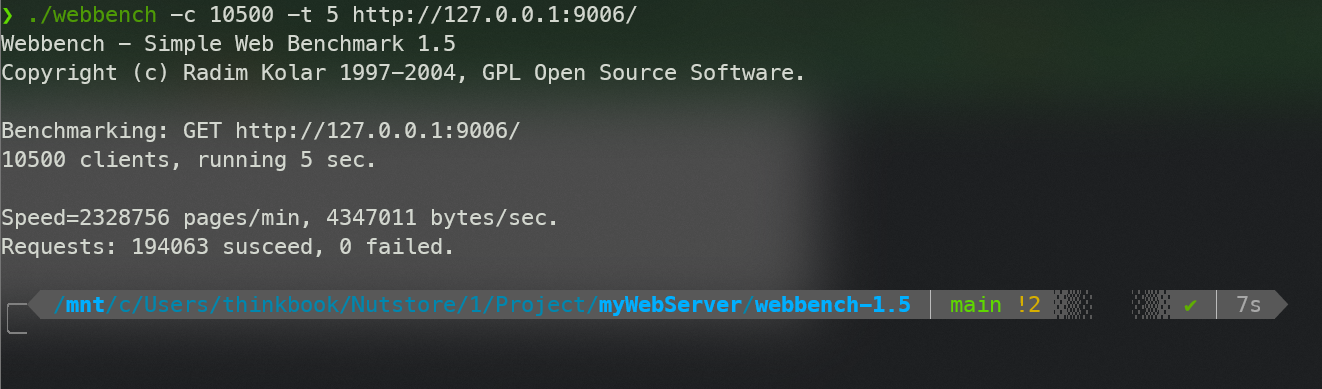 ❯ ./webbench -c 10500 -t 5 http://127.0.0.1:9006/
Webbench - Simple Web Benchmark 1.5
Copyright (c) Radim Kolar 1997-2004, GPL Open Source Software.
Benchmarking: GET http://127.0.0.1:9006/
10500 clients, running 5 sec.
Speed=2328756 pages/min, 4347011 bytes/sec.
Requests: 194063 susceed, 0 failed.
/mnt/c/Users/thinkbook/Nutstore/1/Project/myWebServer/webbench-1.5 main !2 ✔ 7s